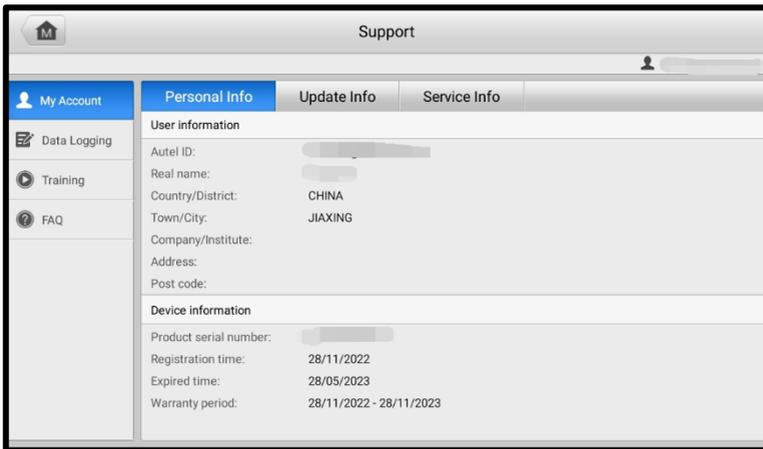 M
Support
My Account
Data Logging
Training
FAQ
Personal Info Update Info Service Info
User information
Autel ID:
Real name:
Country/District: CHINA
Town/City: JIAXING
Company/Institute:
Address:
Post code:
Device information
Product serial number:
Registration time: 28/11/2022
Expired time: 28/05/2023
Warranty period: 28/11/2022 - 28/11/2023